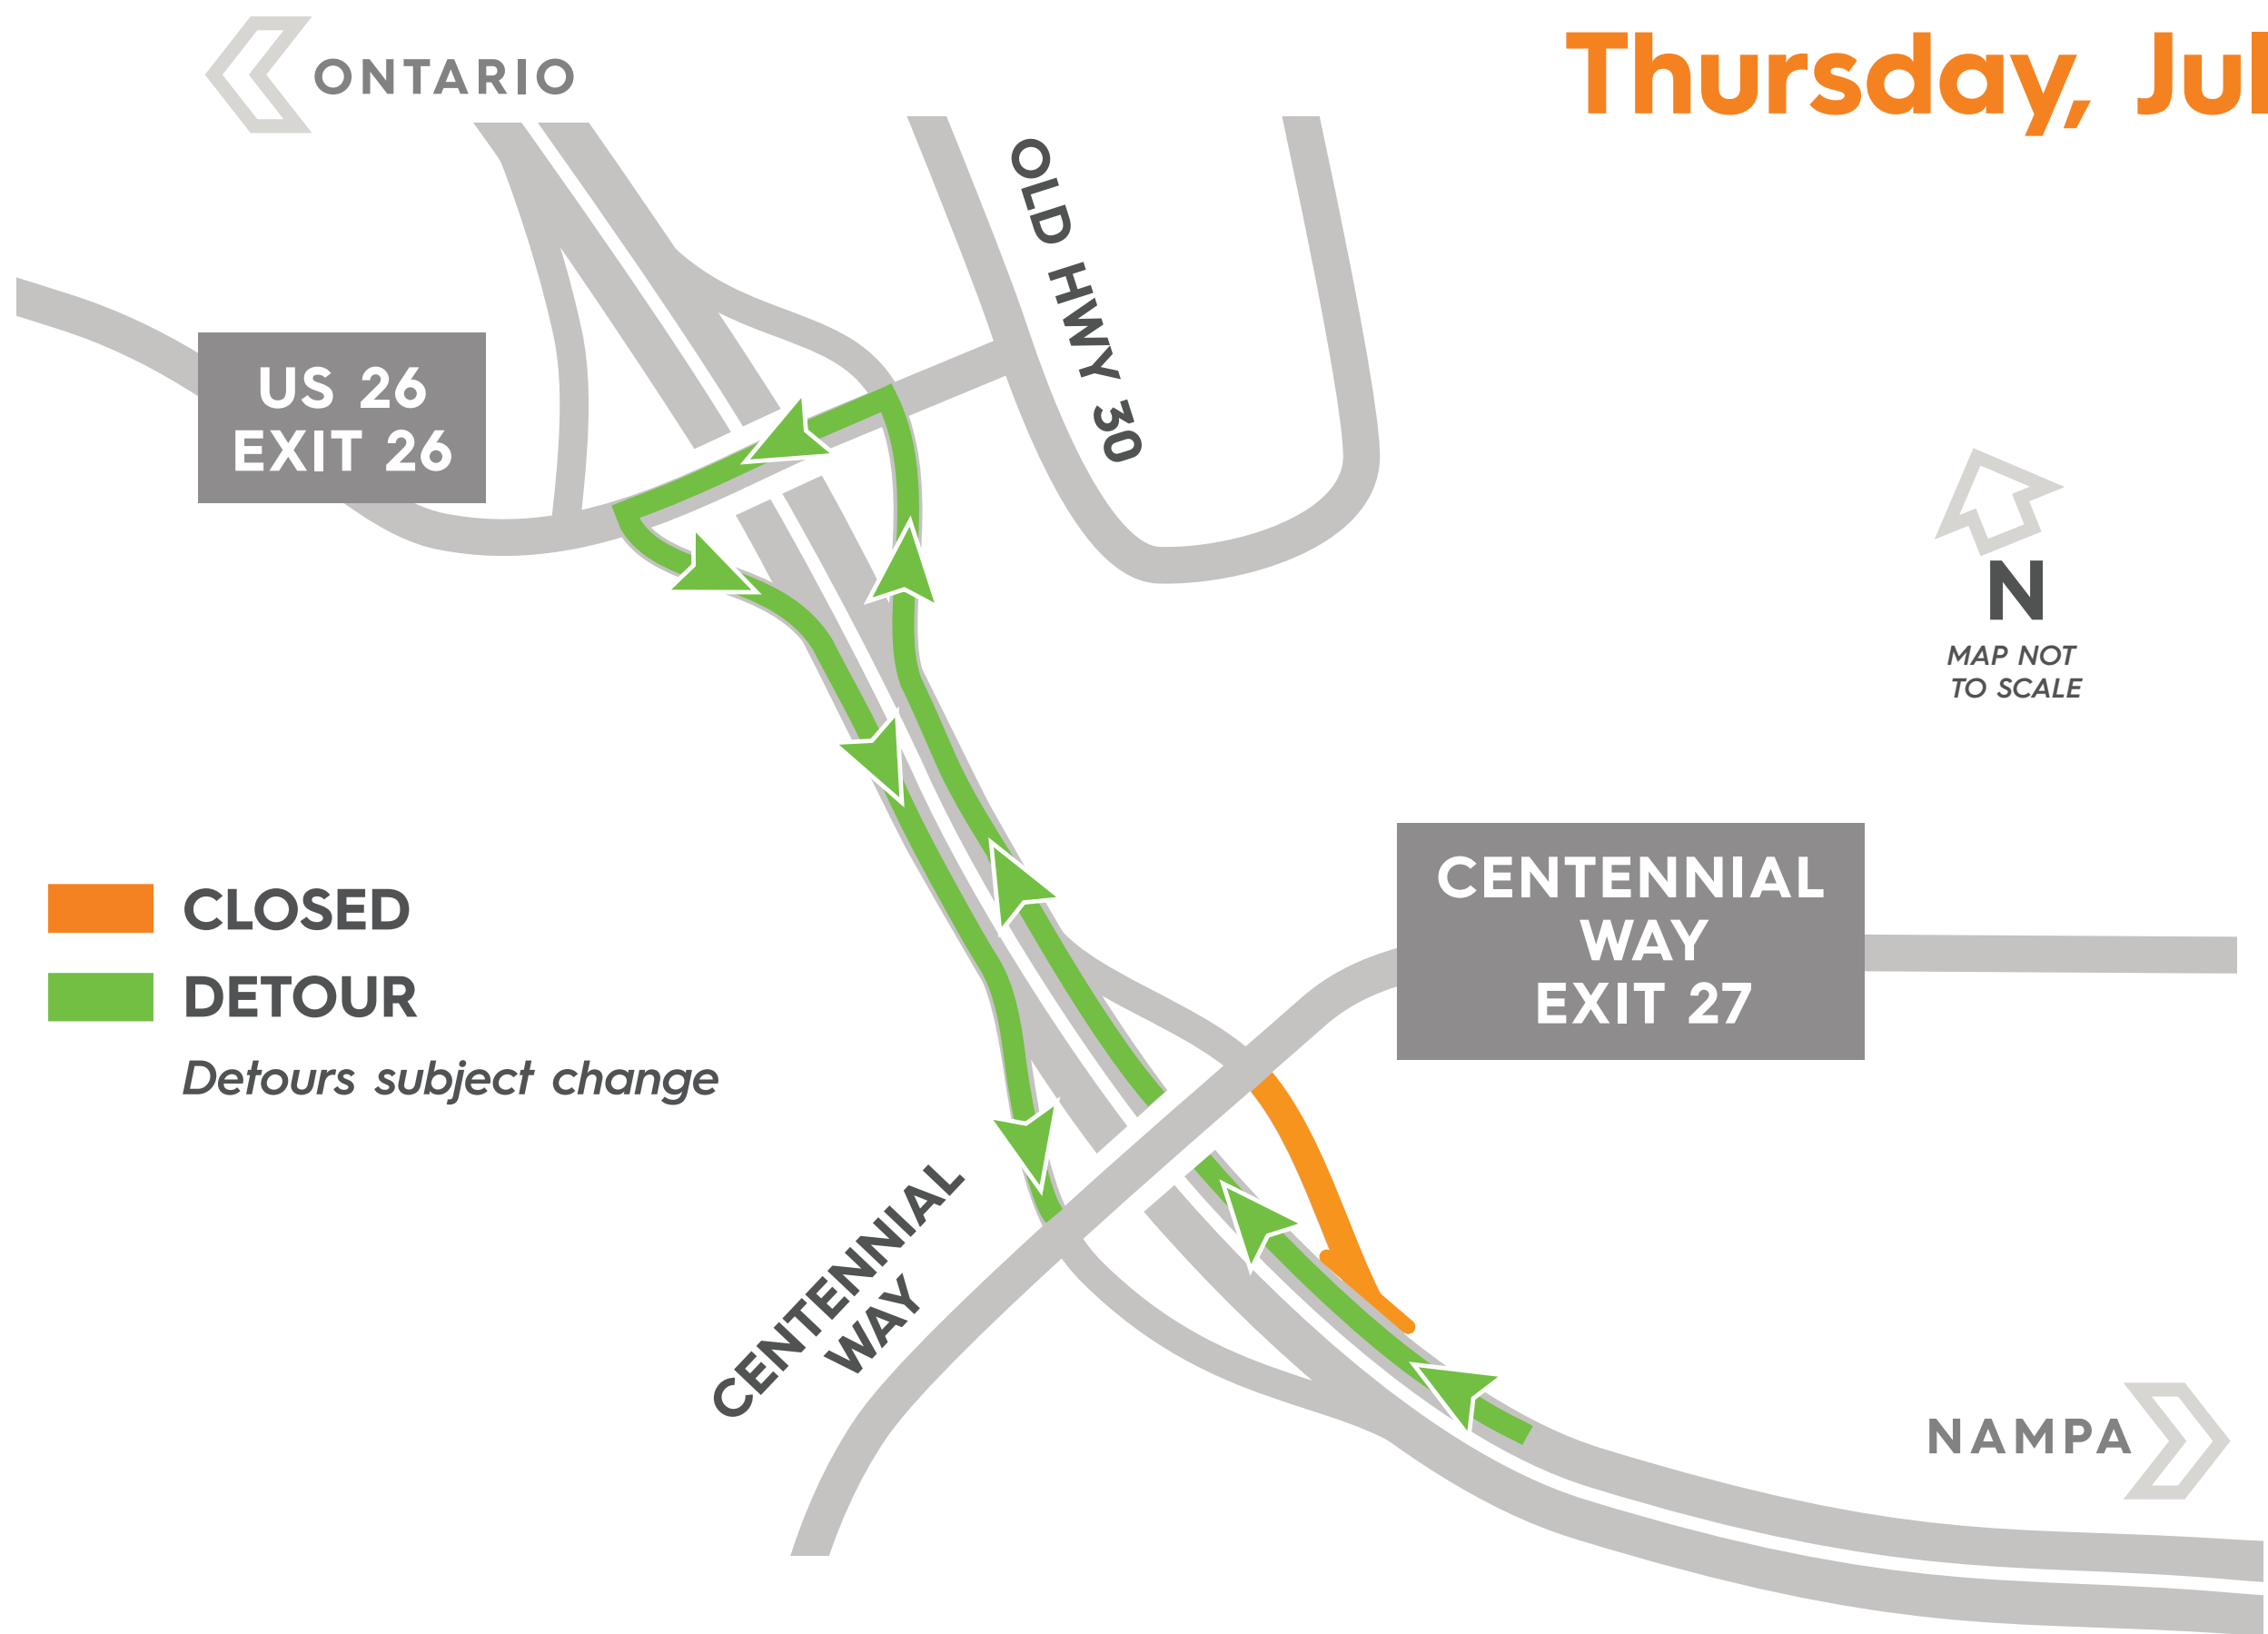 ONTARIO
Thursday, Jul
OLD HWY 30
US 26
EXIT 26
N
MAP NOT
TO SCALE
CENTENNIAL
WAY
EXIT 27
CLOSED
DETOUR
Detours subject change
CENTENNIAL
WAY
NAMPA